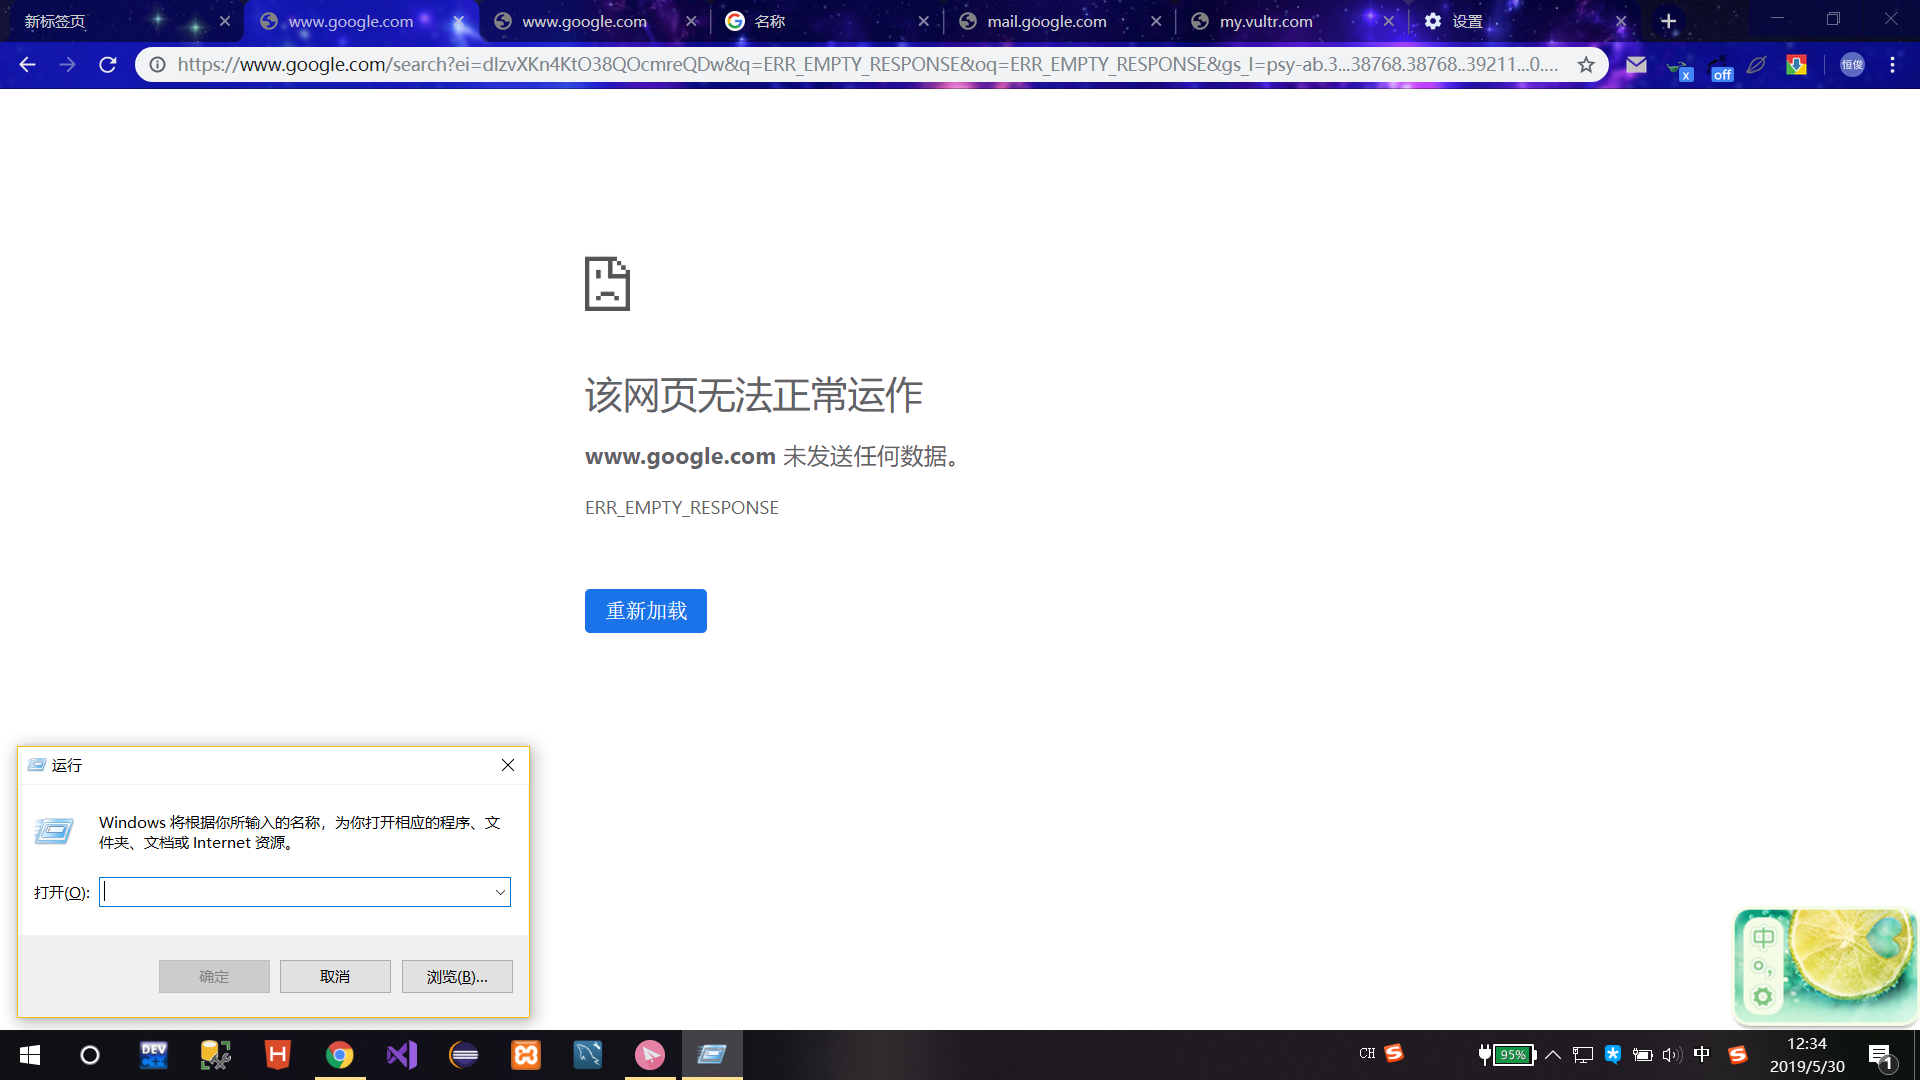 新标签页
www.google.com
www.google.com
名称
mail.google.com
my.vultr.com
设置
https://www.google.com/search?ei=dIzvXKn4KtO38QOcmreQDw&q=ERR_EMPTY_RESPONSE&oq=ERR_EMPTY_RESPONSE&gs_l=psy-ab.3...38768.38768..39211...0....
x
off
恒俊
该网页无法正常运作
www.google.com 未发送任何数据。
ERR_EMPTY_RESPONSE
重新加载
运行
Windows 将根据你所输入的名称，为你打开相应的程序、文
件夹、文档或 Internet 资源。
打开(O):
确定
取消
浏览(B)...
中
DEV
C++
H
CH
S
95%
中
S
12:34
2019/5/30
1